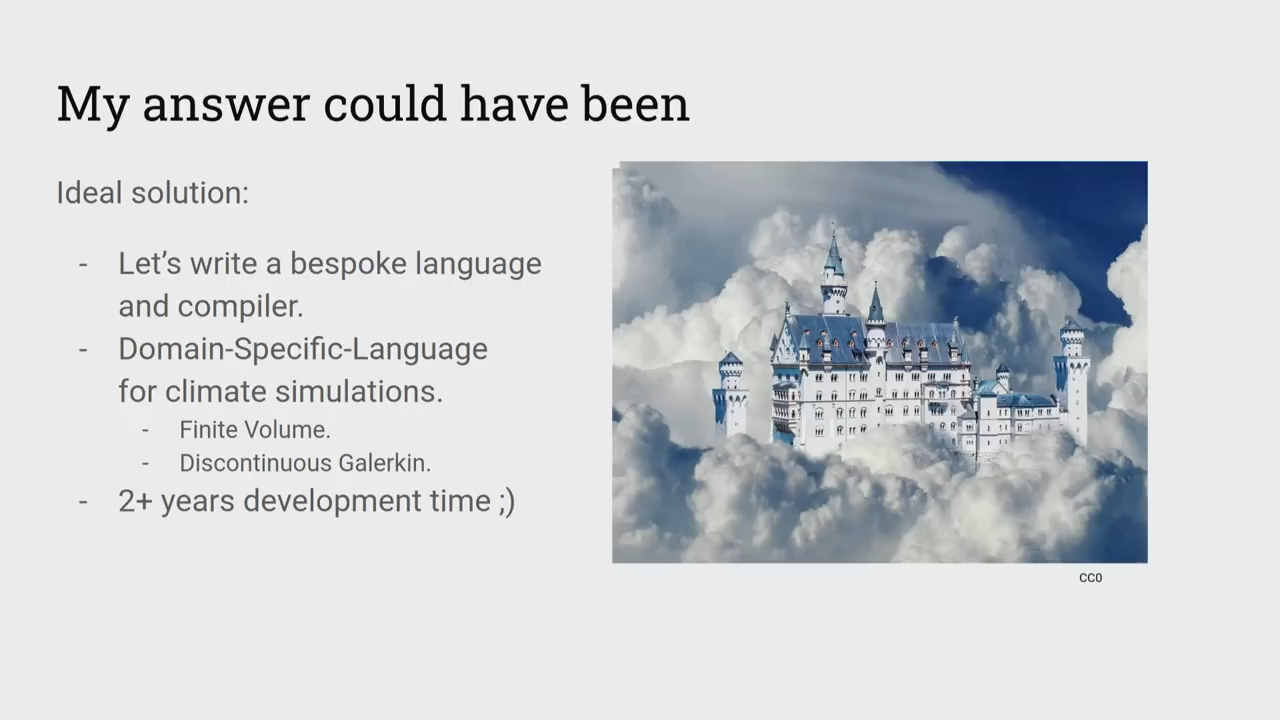 My answer could have been
Ideal solution:
- Let’s write a bespoke language
and compiler.
- Domain-Specific-Language
for climate simulations.
- Finite Volume.
- Discontinuous Galerkin.
- 2+ years development time ;)
CC0